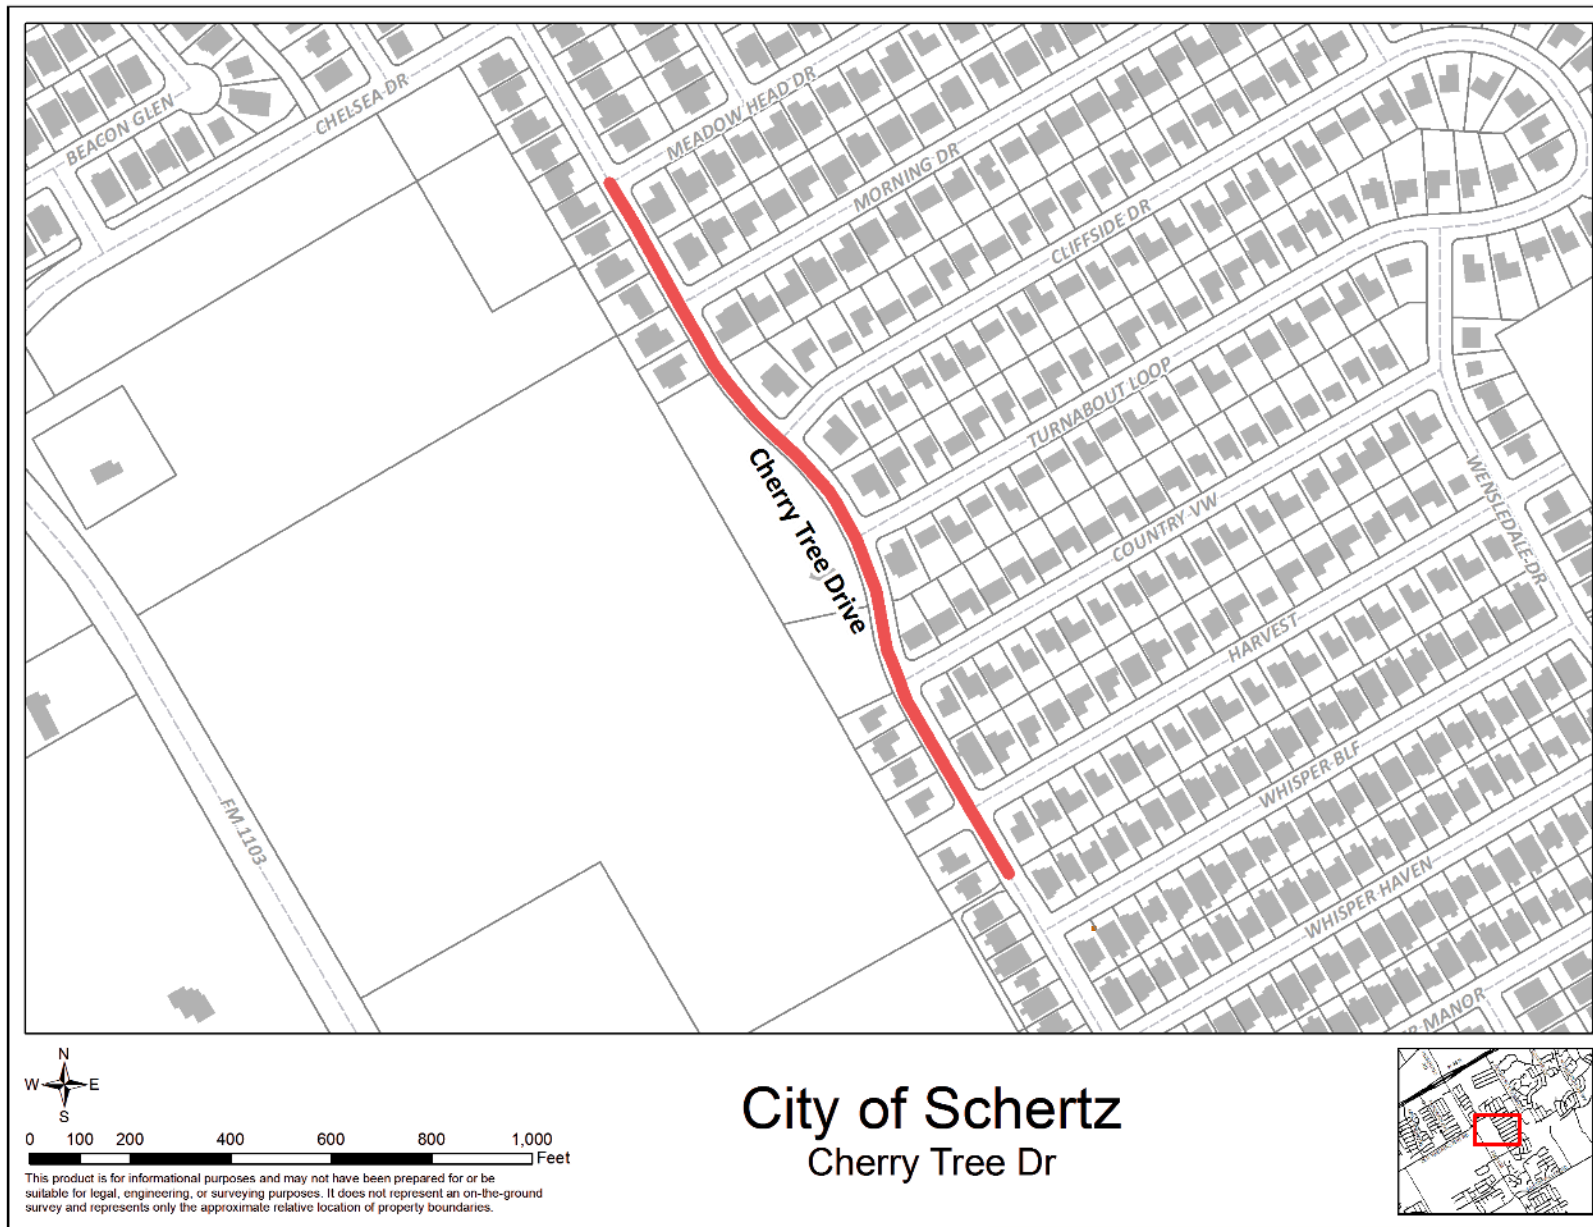 BEACON GLEN
CHELSEA DR
MEADOW HEAD DR
MORNING DR
CLIFFSIDE DR
TURNABOUT LOOP
COUNTRY VW
WENSLEDALE DR
HARVEST
WHISPER BLF
WHISPER HAVEN
MANOR
FM 1103
Cherry Tree Drive
N
W E
S
0 100 200 400 600 800 1,000
Feet
This product is for informational purposes and may not have been prepared for or be
suitable for legal, engineering, or surveying purposes. It does not represent an on-the-ground
survey and represents only the approximate relative location of property boundaries.
City of Schertz
Cherry Tree Dr